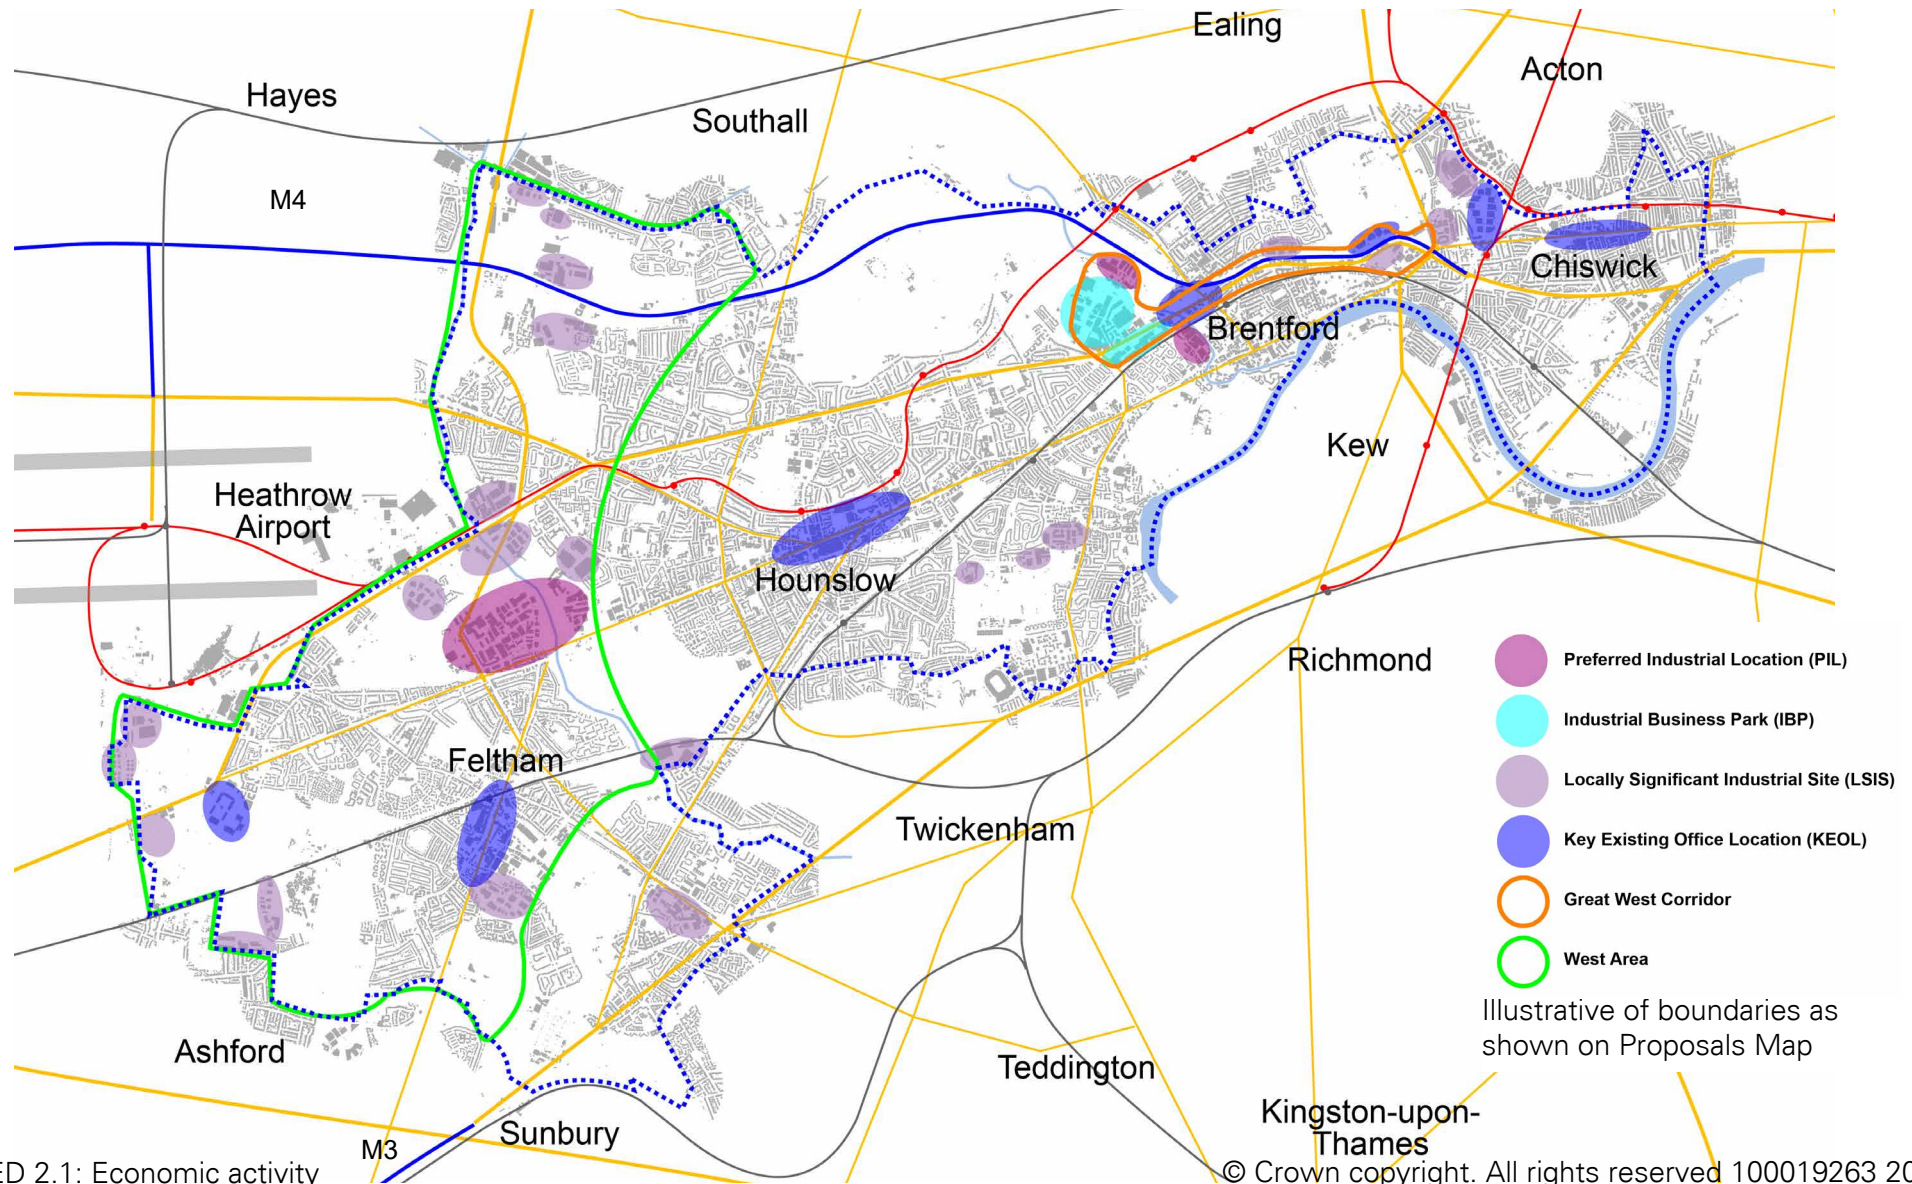 Ealing
Acton
Hayes
Southall
M4
Chiswick
Brentford
Kew
Heathrow
Airport
Hounslow
Richmond
Feltham
Twickenham
Ashford
Teddington
Kingston-upon-
Thames
Sunbury
M3
Preferred Industrial Location (PIL)
Industrial Business Park (IBP)
Locally Significant Industrial Site (LSIS)
Key Existing Office Location (KEOL)
Great West Corridor
West Area
Illustrative of boundaries as
shown on Proposals Map
ED 2.1: Economic activity
© Crown copyright. All rights reserved 100019263 20